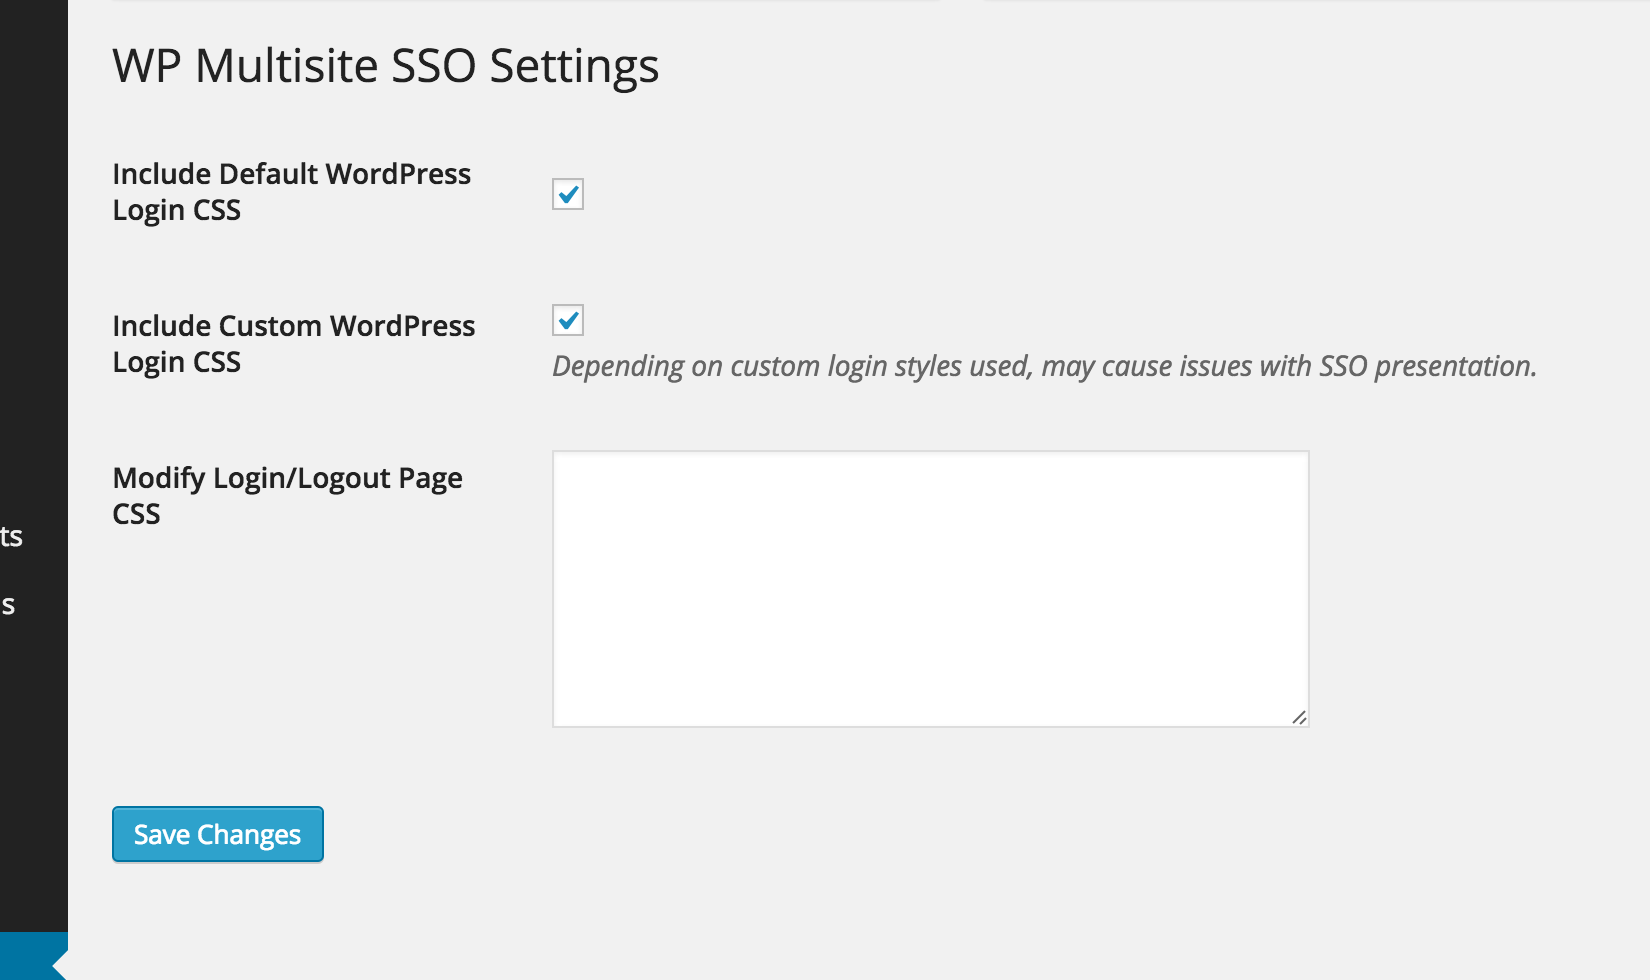 WP Multisite SSO Settings
Include Default WordPress
Login CSS
Include Custom WordPress
Login CSS
Depending on custom login styles used, may cause issues with SSO presentation.
Modify Login/Logout Page
CSS
ts
s
Save Changes